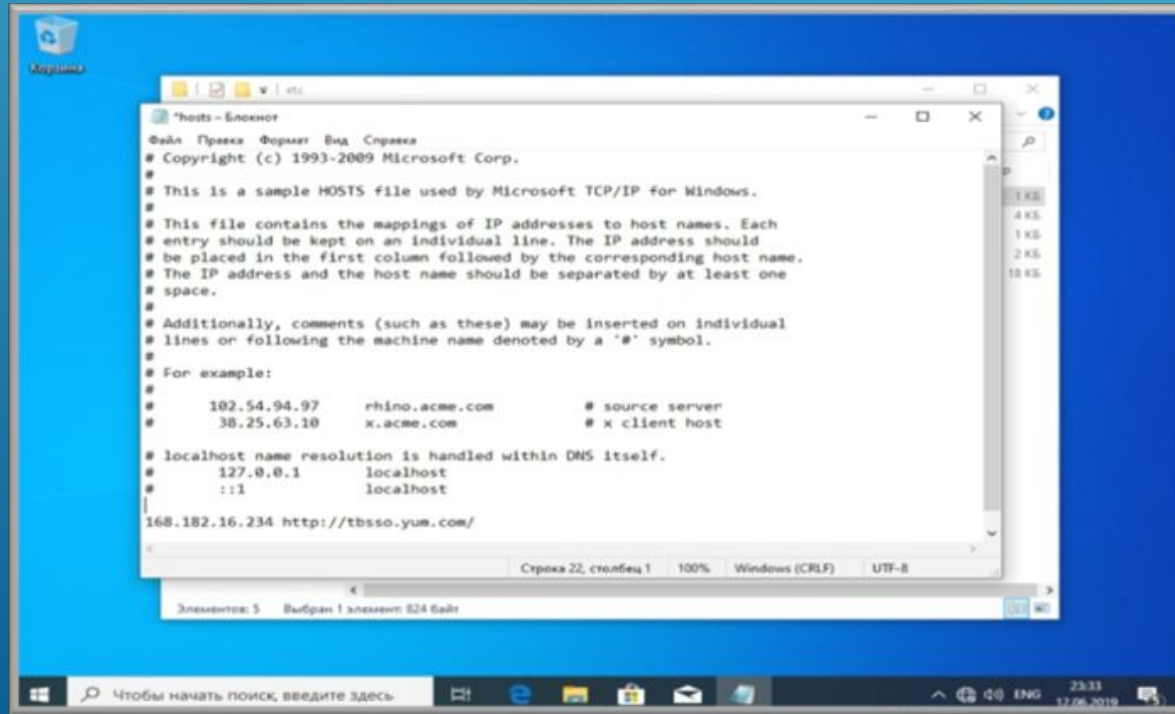 Корзина
etc
*hosts – Блокнот
Файл Правка Формат Вид Справка
# Copyright (c) 1993-2009 Microsoft Corp.
#
# This is a sample HOSTS file used by Microsoft TCP/IP for Windows.
#
# This file contains the mappings of IP addresses to host names. Each
# entry should be kept on an individual line. The IP address should
# be placed in the first column followed by the corresponding host name.
# The IP address and the host name should be separated by at least one
# space.
#
# Additionally, comments (such as these) may be inserted on individual
# lines or following the machine name denoted by a '#' symbol.
#
# For example:
#
# 102.54.94.97 rhino.acme.com # source server
# 38.25.63.10 x.acme.com # x client host
# localhost name resolution is handled within DNS itself.
# 127.0.0.1 localhost
# ::1 localhost
168.182.16.234 http://tbsso.yum.com/
1 КБ
4 КБ
1 КБ
2 КБ
18 КБ
Строка 22, столбец 1 100% Windows (CRLF) UTF-8
Элементов: 5 Выбран 1 элемент: 824 байт
Чтобы начать поиск, введите здесь
ENG
23:33
12.06.2019